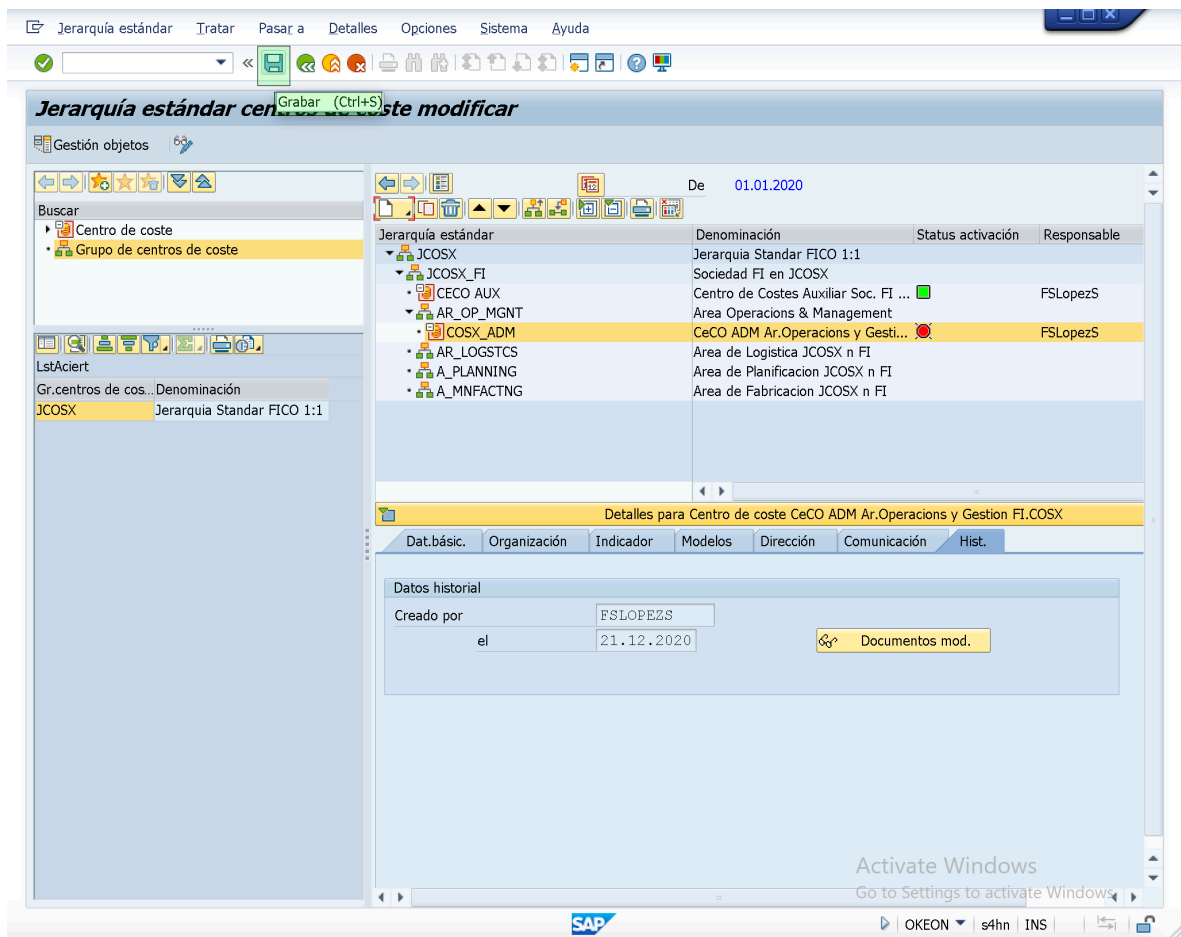 Jerarquía estándar Tratar Pasar a Detalles Opciones Sistema Ayuda
«
Grabar (Ctrl+S)
Jerarquía estándar centros de coste modificar
Gestión objetos
De 01.01.2020
Buscar
Centro de coste
Grupo de centros de coste
Jerarquía estándar Denominación Status activación Responsable
JCOSX Jerarquia Standar FICO 1:1
JCOSX_FI Sociedad FI en JCOSX
CECO AUX Centro de Costes Auxiliar Soc. FI ... FSLopezS
AR_OP_MGNT Area Operacions & Management
COSX_ADM CeCO ADM Ar.Operacions y Gesti... FSLopezS
AR_LOGSTCS Area de Logistica JCOSX n FI
A_PLANNING Area de Planificacion JCOSX n FI
A_MNFACTNG Area de Fabricacion JCOSX n FI
LstAciert
Gr.centros de cos... Denominación
JCOSX Jerarquia Standar FICO 1:1
Detalles para Centro de coste CeCO ADM Ar.Operacions y Gestion FI.COSX
Dat.básic. Organización Indicador Modelos Dirección Comunicación Hist.
Datos historial
Creado por FSLOPEZS
el 21.12.2020 Documentos mod.
Activate Windows
Go to Settings to activate Windows.
SAP OKEON s4hn INS